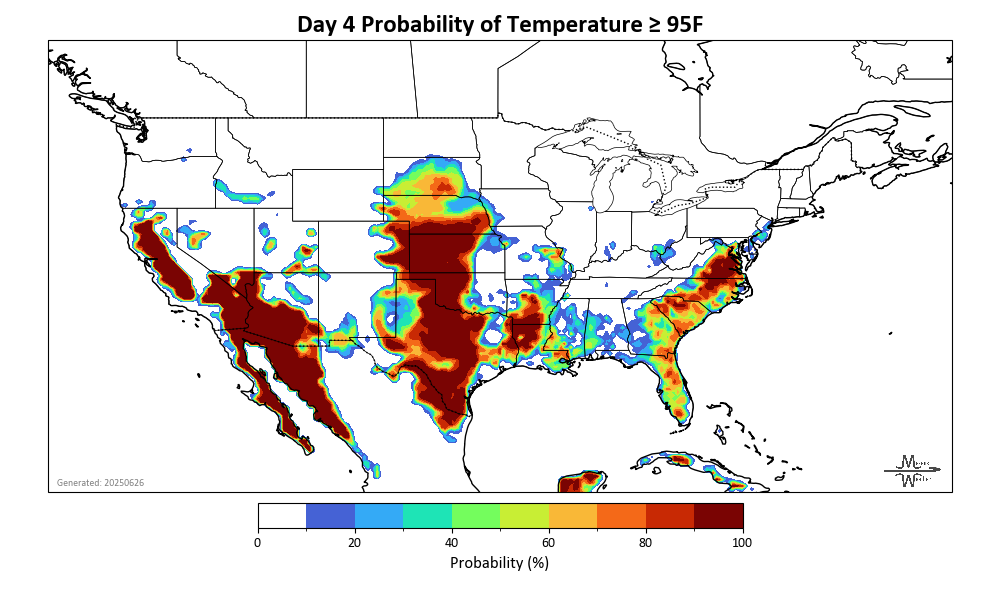 Day 4 Probability of Temperature ≥ 95F
Generated: 20250626
0 20 40 60 80 100
Probability (%)